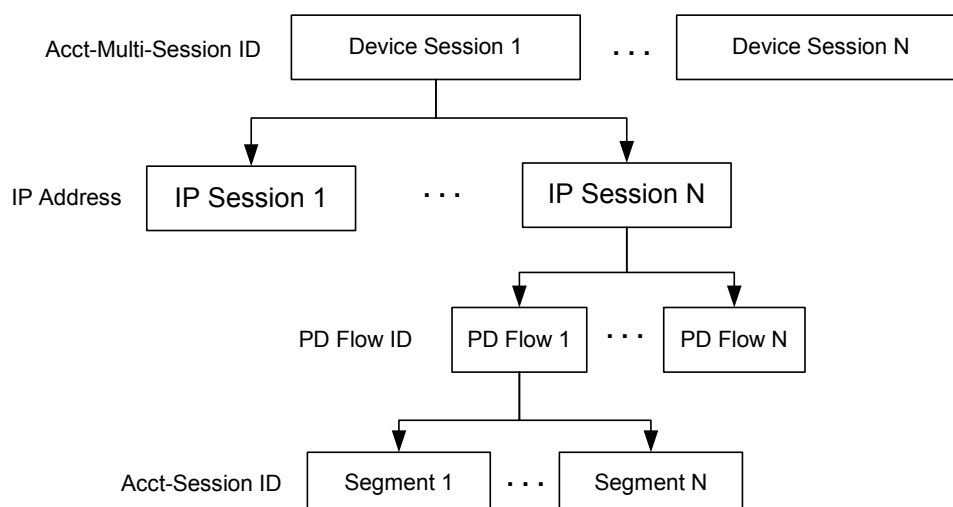 Acct-Multi-Session ID Device Session 1 . . . Device Session N
IP Address IP Session 1 . . . IP Session N
PD Flow ID PD Flow 1 . . . PD Flow N
Acct-Session ID Segment 1 . . . Segment N